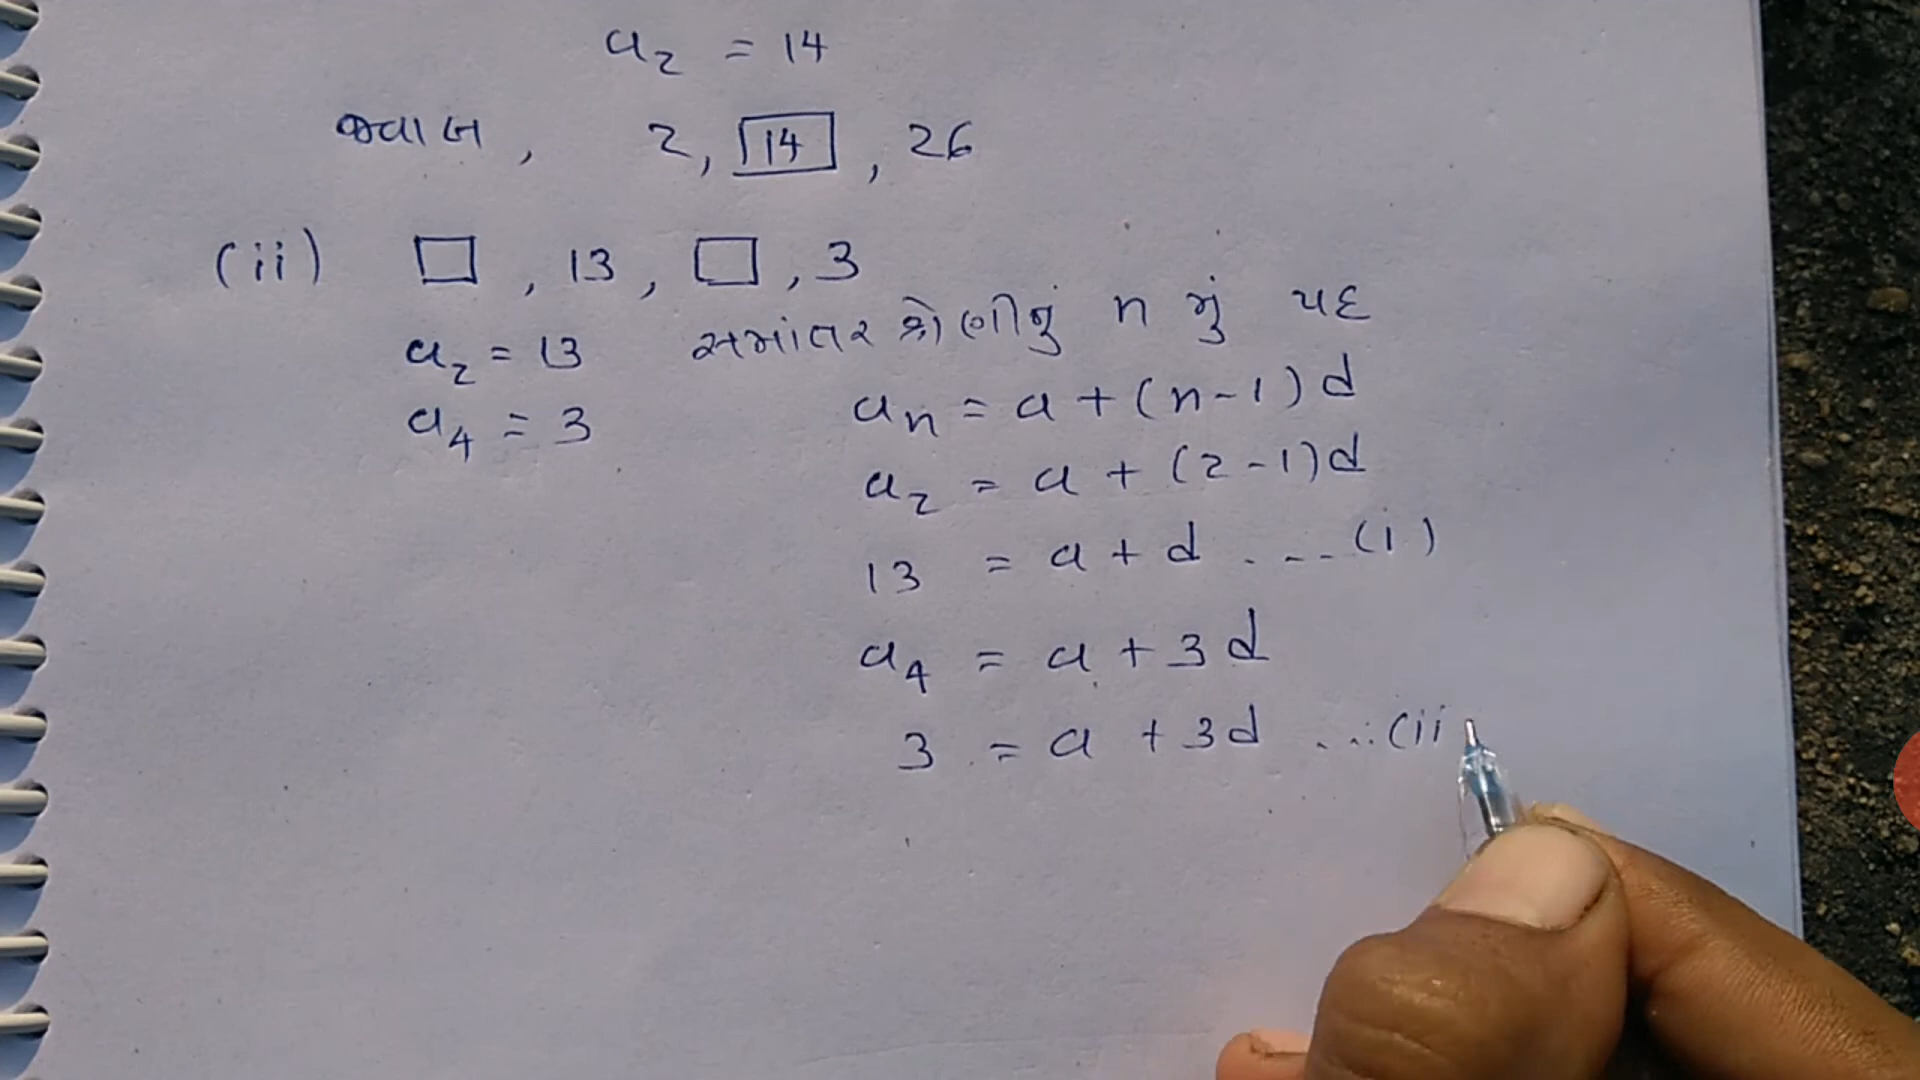 a₂ = 14
જવાબ, 2, 14, 26
(ii) □, 13, □, 3
a₂ = 13 સમાંતર શ્રેણીનું n મું પદ
a₄ = 3 aₙ = a + (n-1) d
a₂ = a + (2-1)d
13 = a + d ....(i)
a₄ = a + 3d
3 = a + 3d ....(ii